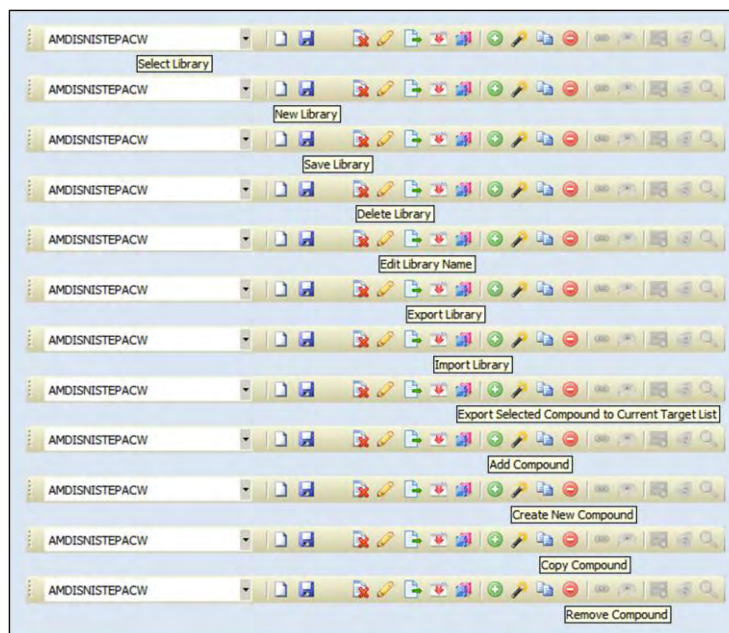 AMDISNISTEPACW
Select Library
AMDISNISTEPACW
New Library
AMDISNISTEPACW
Save Library
AMDISNISTEPACW
Delete Library
AMDISNISTEPACW
Edit Library Name
AMDISNISTEPACW
Export Library
AMDISNISTEPACW
Import Library
AMDISNISTEPACW
Export Selected Compound to Current Target List
AMDISNISTEPACW
Add Compound
AMDISNISTEPACW
Create New Compound
AMDISNISTEPACW
Copy Compound
AMDISNISTEPACW
Remove Compound